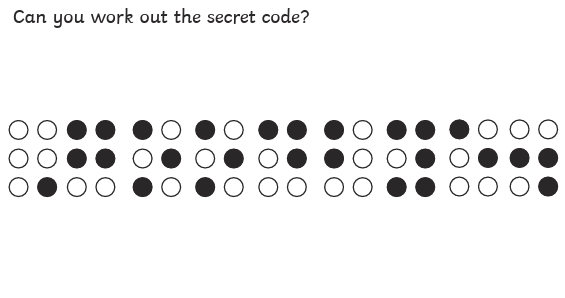 Can you work out the secret code?
⠠⠛⠕⠕⠙⠃⠽⠑⠲